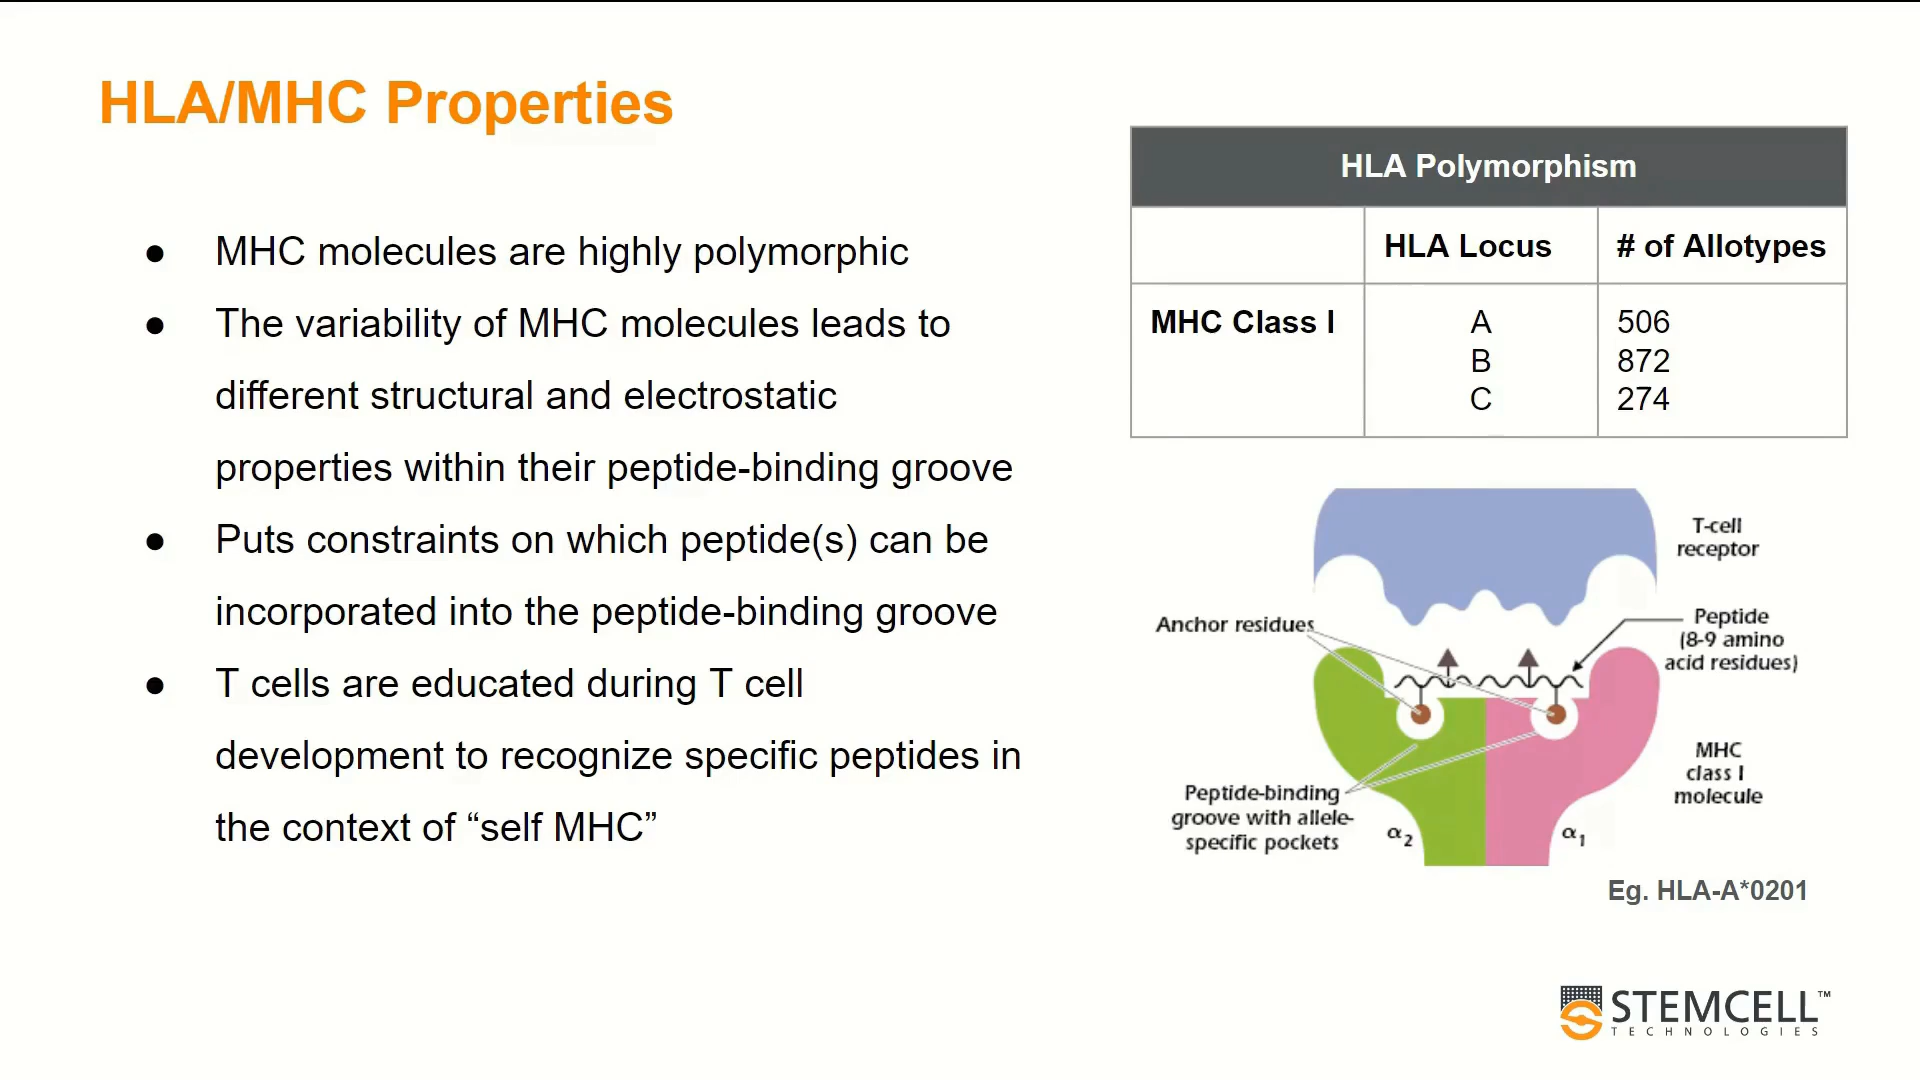 HLA/MHC Properties
● MHC molecules are highly polymorphic
● The variability of MHC molecules leads to
different structural and electrostatic
properties within their peptide-binding groove
● Puts constraints on which peptide(s) can be
incorporated into the peptide-binding groove
● T cells are educated during T cell
development to recognize specific peptides in
the context of “self MHC”
HLA Polymorphism
HLA Locus # of Allotypes
MHC Class I A 506
B 872
C 274
T-cell
receptor
Anchor residues
Peptide
(8-9 amino
acid residues)
MHC
class I
molecule
Peptide-binding
groove with allele-
specific pockets
α2
α1
Eg. HLA-A*0201
STEMCELL™
TECHNOLOGIES